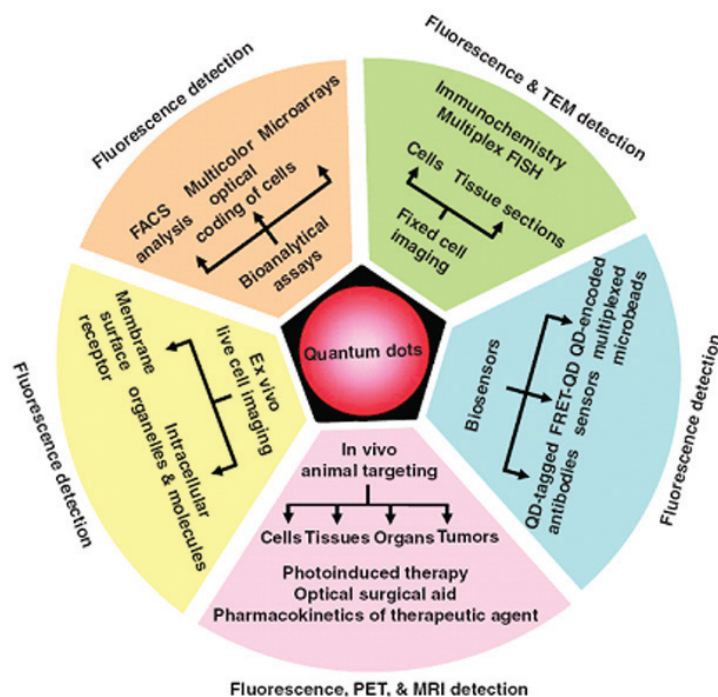 Fluorescence detection
FACS
analysis
Multicolor
optical
coding of cells
Microarrays
Bioanalytical
assays
Fluorescence & TEM detection
Immunochemistry
Multiplex FISH
Cells
Tissue sections
Fixed cell
imaging
Fluorescence detection
Biosensors
QD-encoded
multiplexed
microbeads
FRET-QD
sensors
QD-tagged
antibodies
Fluorescence, PET, & MRI detection
In vivo
animal targeting
Cells Tissues Organs Tumors
Photoinduced therapy
Optical surgical aid
Pharmacokinetics of therapeutic agent
Fluorescence detection
Membrane
surface
receptor
Ex vivo
live cell imaging
Intracellular
organelles & molecules
Quantum dots